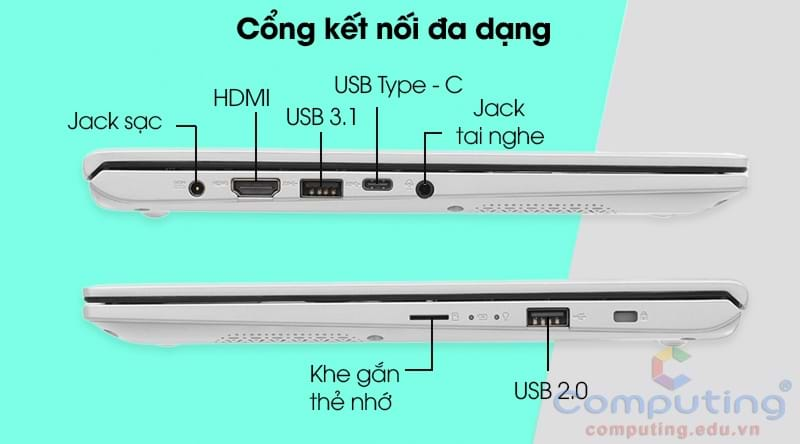 Cổng kết nối đa dạng
USB Type - C
HDMI
Jack sạc
USB 3.1
Jack
tai nghe
Khe gắn
thẻ nhớ
USB 2.0
Computing
computing.edu.vn